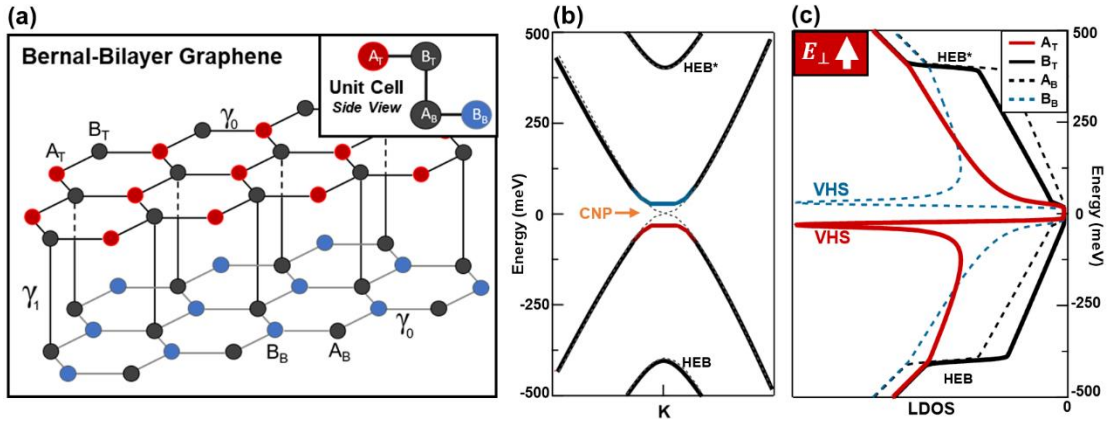 (a)
Bernal-Bilayer Graphene
A_T
B_T
Unit Cell
Side View
A_B
B_B
γ₀
B_T
A_T
γ₁
γ₀
B_B
A_B
(b)
500
250
0
-250
-500
Energy (meV)
HEB*
CNP
HEB
K
(c)
E⊥
A_T
B_T
A_B
B_B
HEB*
VHS
VHS
HEB
500
250
0
-250
-500
Energy (meV)
LDOS
0